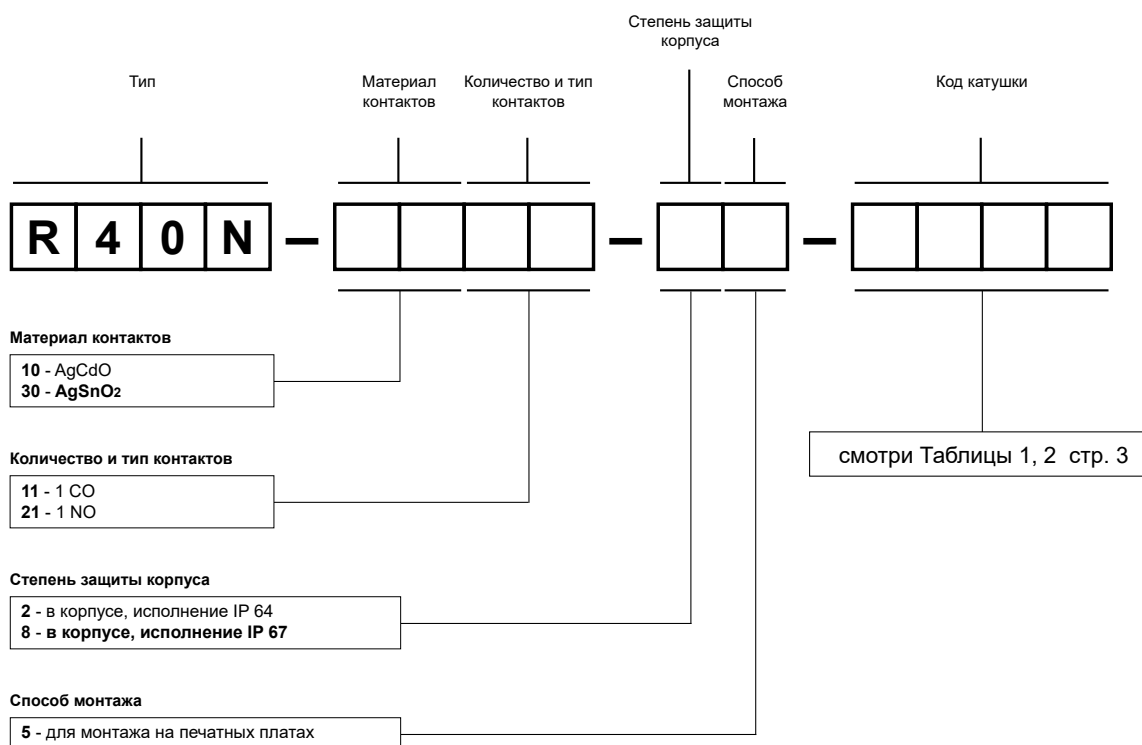 Степень защиты
корпуса
Тип
Материал
контактов
Количество и тип
контактов
Способ
монтажа
Код катушки
R 4 0 N – – –
Материал контактов
10 - AgCdO
30 - AgSnO2
Количество и тип контактов
11 - 1 CO
21 - 1 NO
смотри Таблицы 1, 2 стр. 3
Степень защиты корпуса
2 - в корпусе, исполнение IP 64
8 - в корпусе, исполнение IP 67
Способ монтажа
5 - для монтажа на печатных платах